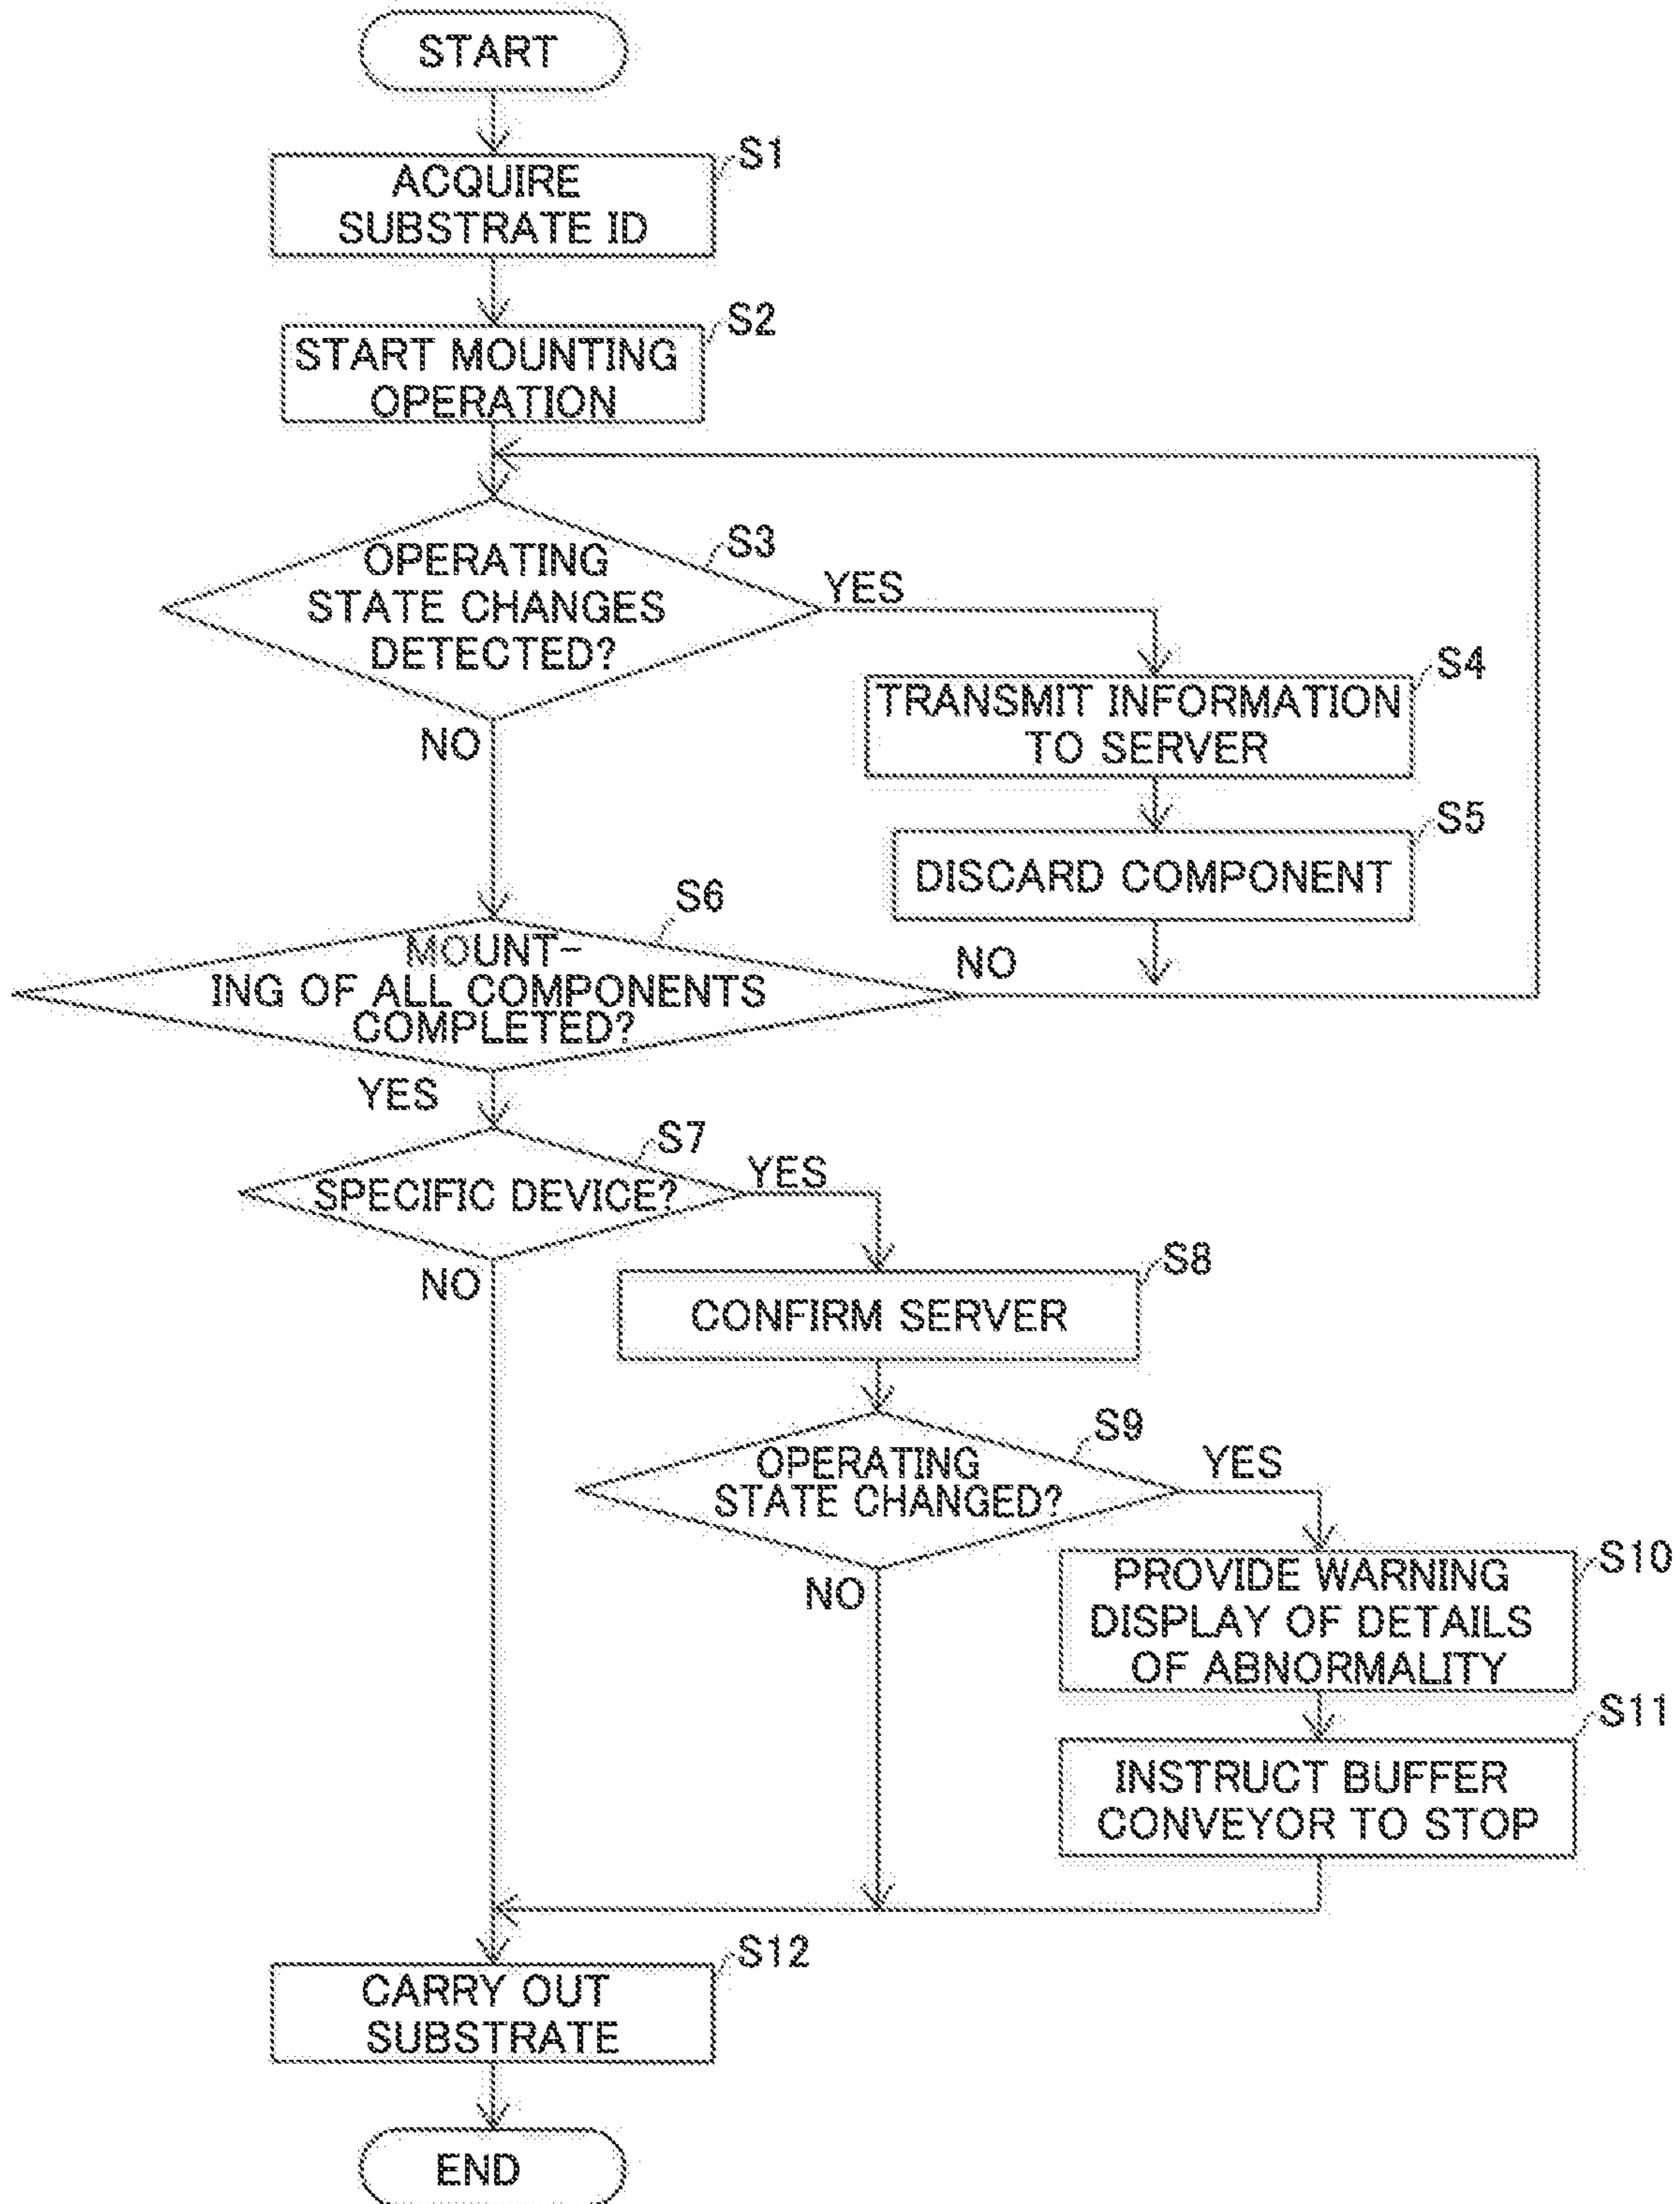 START
S1
ACQUIRE
SUBSTRATE ID
S2
START MOUNTING
OPERATION
S3
OPERATING
STATE CHANGES
DETECTED?
YES
NO
S4
TRANSMIT INFORMATION
TO SERVER
S5
DISCARD COMPONENT
S6
MOUNT-
ING OF ALL COMPONENTS
COMPLETED?
NO
YES
S7
SPECIFIC DEVICE?
YES
NO
S8
CONFIRM SERVER
S9
OPERATING
STATE CHANGED?
YES
NO
S10
PROVIDE WARNING
DISPLAY OF DETAILS
OF ABNORMALITY
S11
INSTRUCT BUFFER
CONVEYOR TO STOP
S12
CARRY OUT
SUBSTRATE
END